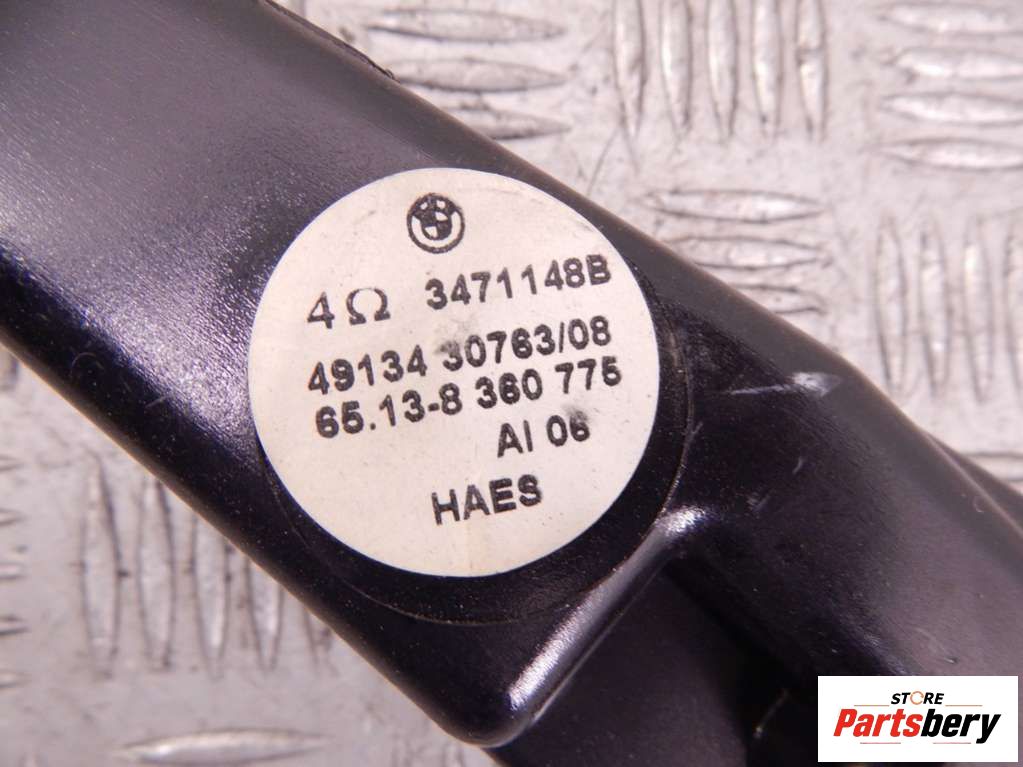 4Ω 3471148B
49134 30763/08
65.13-8 360 775
AI 06
HAES
STORE
Partsbery